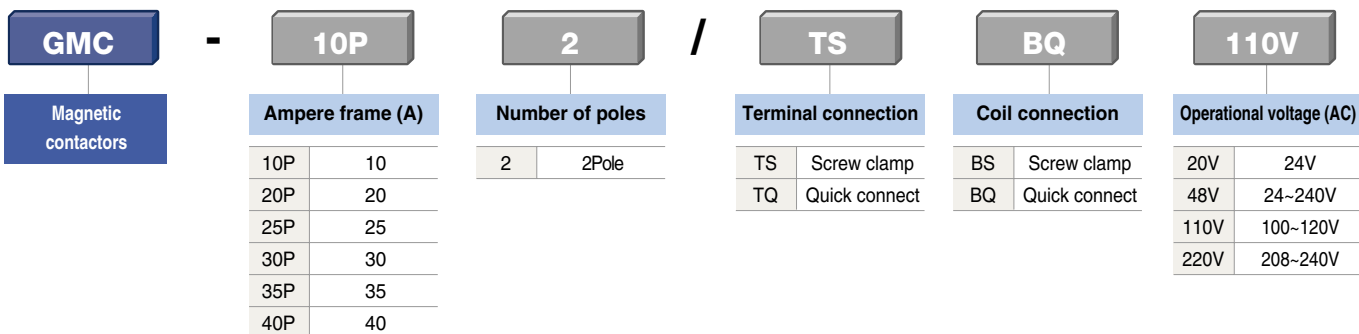 GMC - 10P 2 / TS BQ 110V
Magnetic
contactors
Ampere frame (A)
10P 10
20P 20
25P 25
30P 30
35P 35
40P 40
Number of poles
2 2Pole
Terminal connection
TS Screw clamp
TQ Quick connect
Coil connection
BS Screw clamp
BQ Quick connect
Operational voltage (AC)
20V 24V
48V 24~240V
110V 100~120V
220V 208~240V